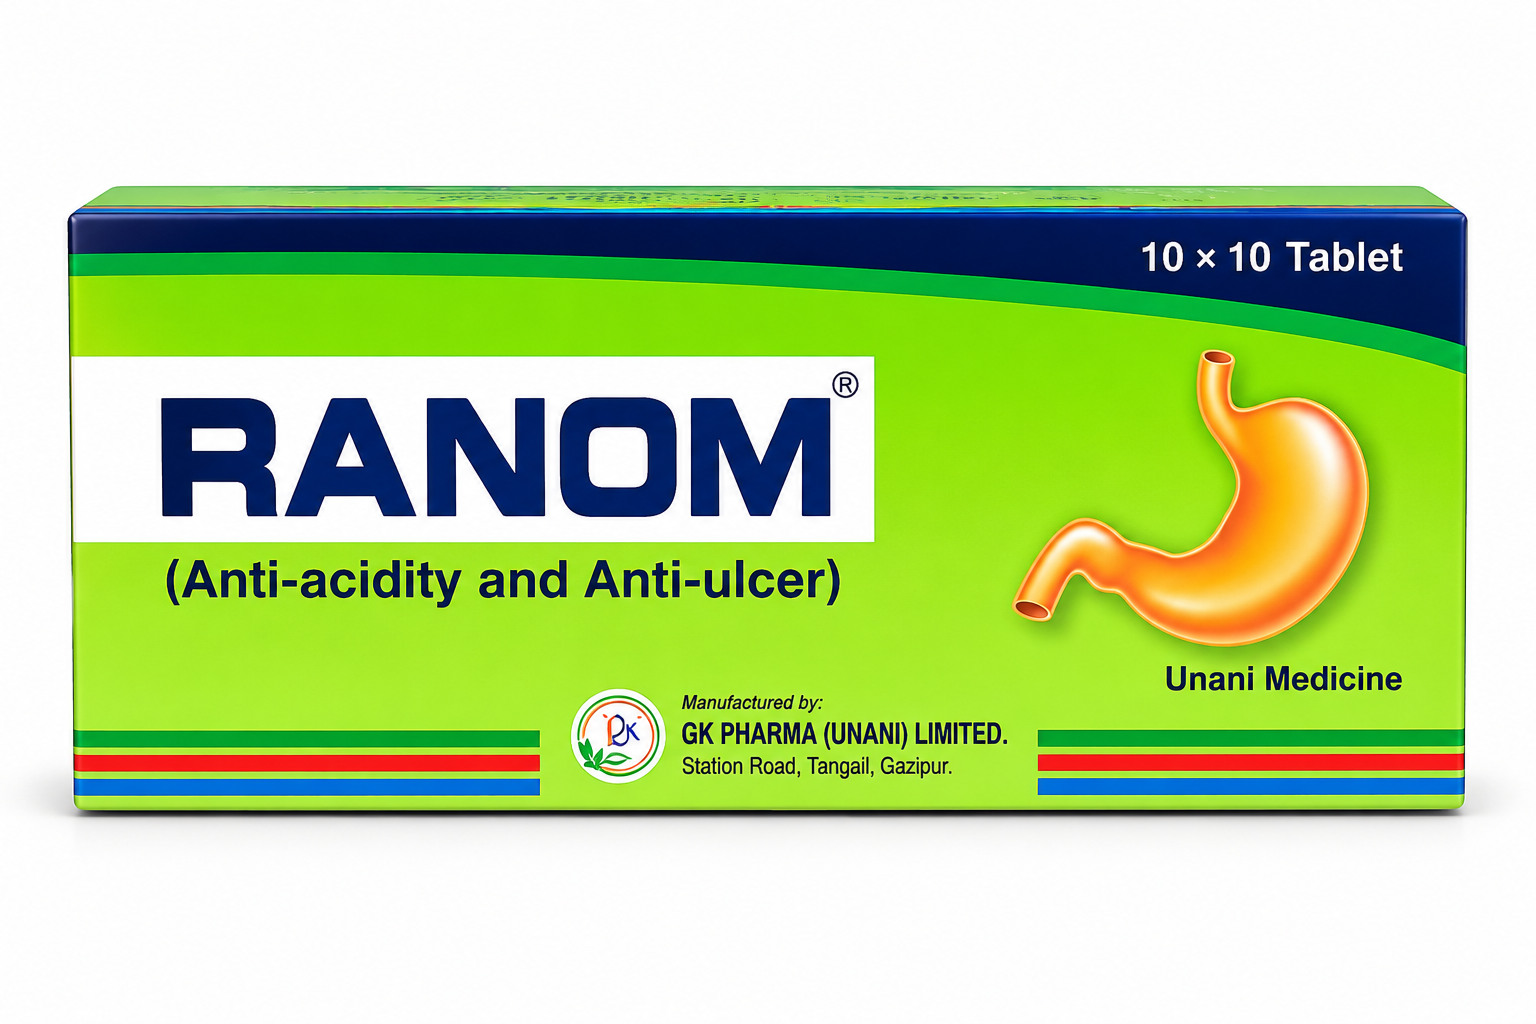 10 × 10 Tablet
RANOM®
(Anti-acidity and Anti-ulcer)
Unani Medicine
Manufactured by:
GK PHARMA (UNANI) LIMITED.
Station Road, Tangail, Gazipur.